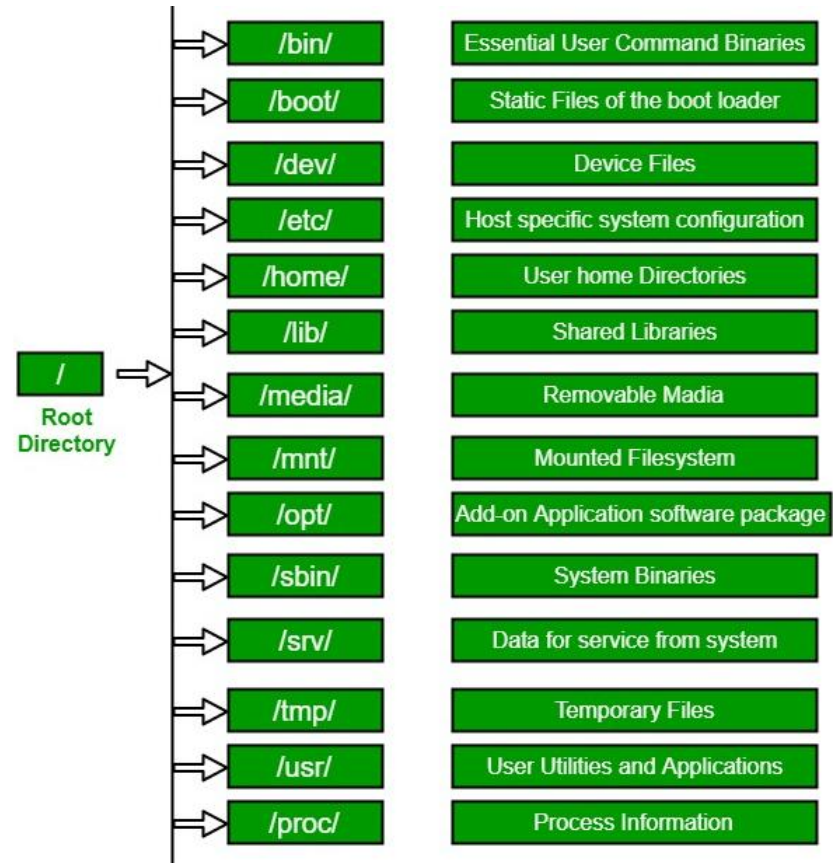 /bin/ Essential User Command Binaries
/boot/ Static Files of the boot loader
/dev/ Device Files
/etc/ Host specific system configuration
/home/ User home Directories
/lib/ Shared Libraries
/
Root
Directory
/media/ Removable Madia
/mnt/ Mounted Filesystem
/opt/ Add-on Application software package
/sbin/ System Binaries
/srv/ Data for service from system
/tmp/ Temporary Files
/usr/ User Utilities and Applications
/proc/ Process Information